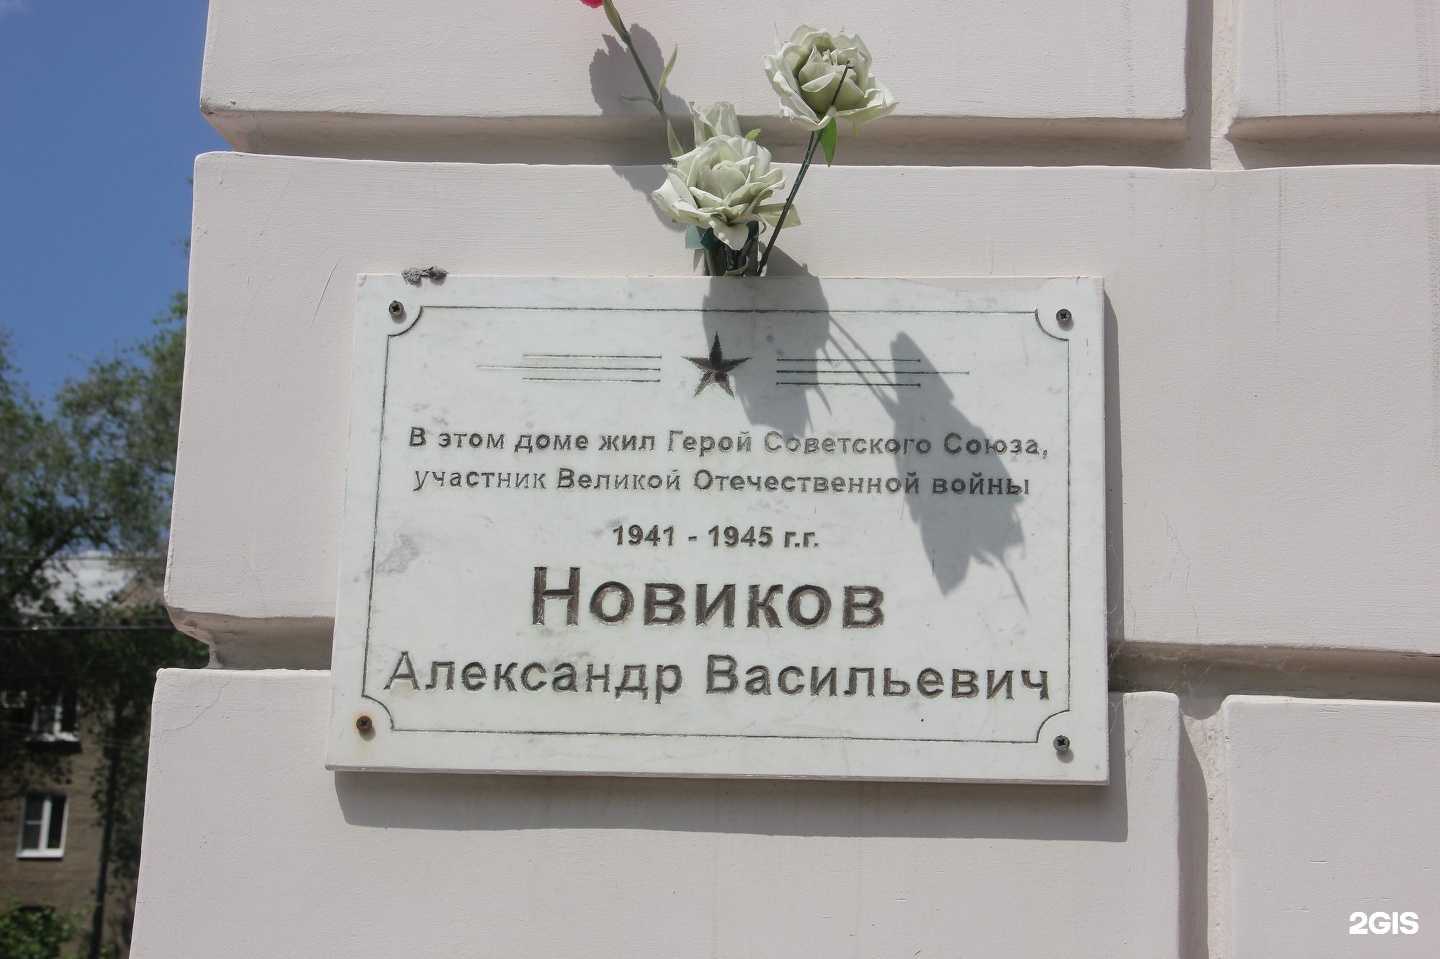 В этом доме жил Герой Советского Союза,
участник Великой Отечественной войны
1941 - 1945 г.г.
Новиков
Александр Васильевич
2GIS